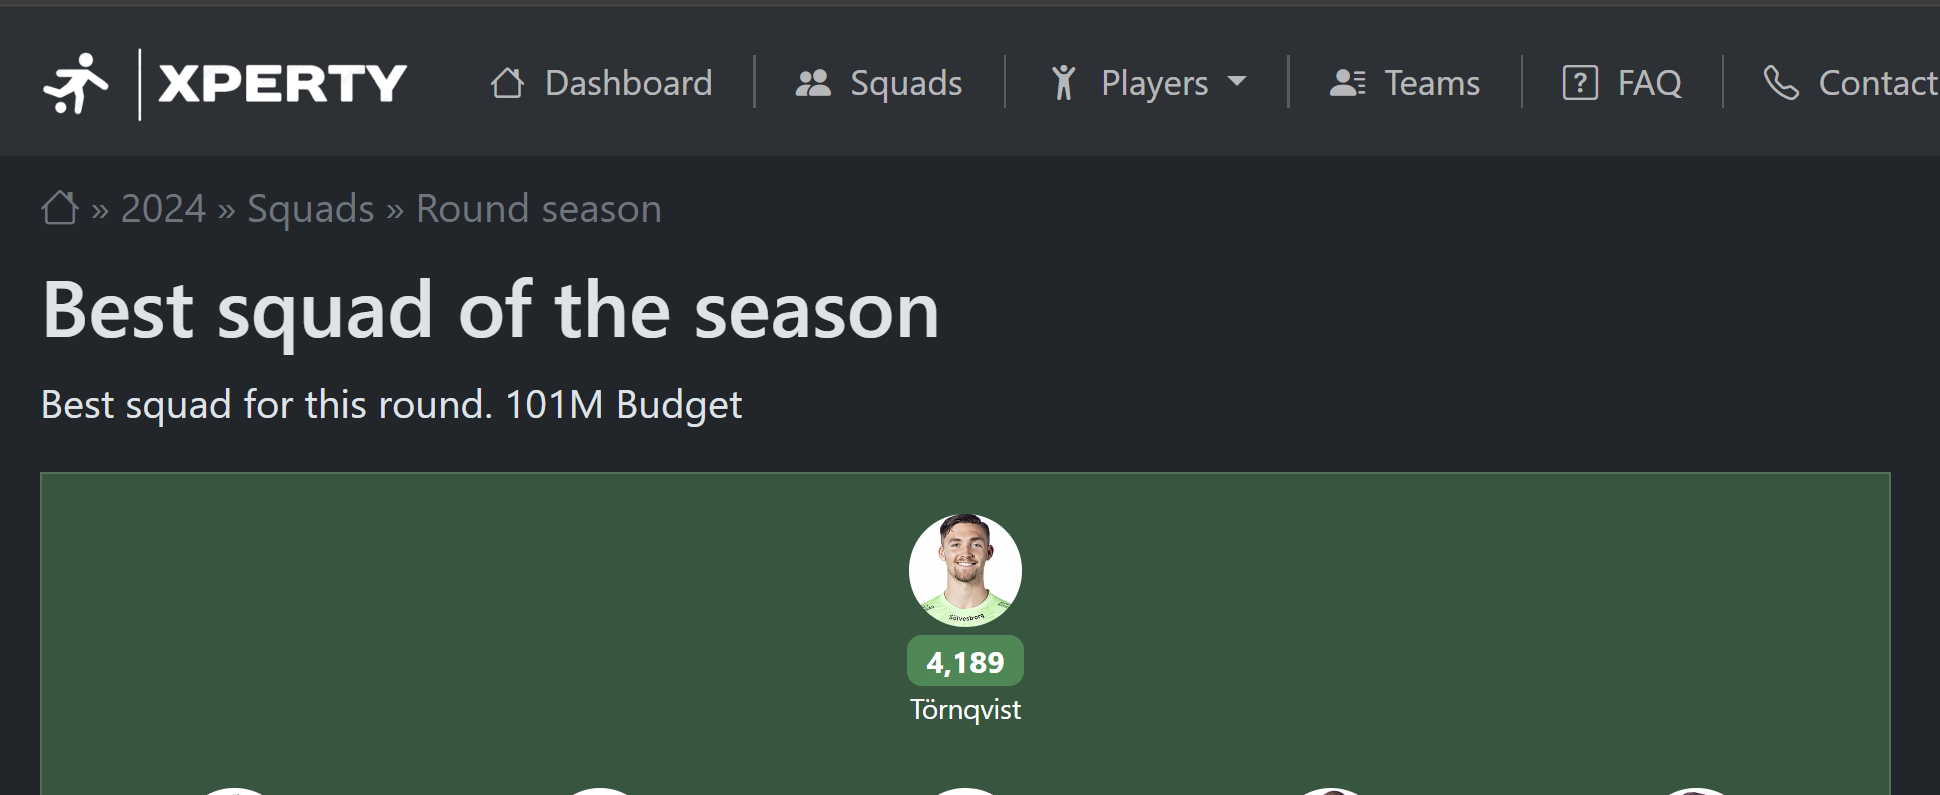 XPERTY
Dashboard
Squads
Players
Teams
FAQ
Contact
» 2024 » Squads » Round season
Best squad of the season
Best squad for this round. 101M Budget
Sölvesborg
4,189
Törnqvist